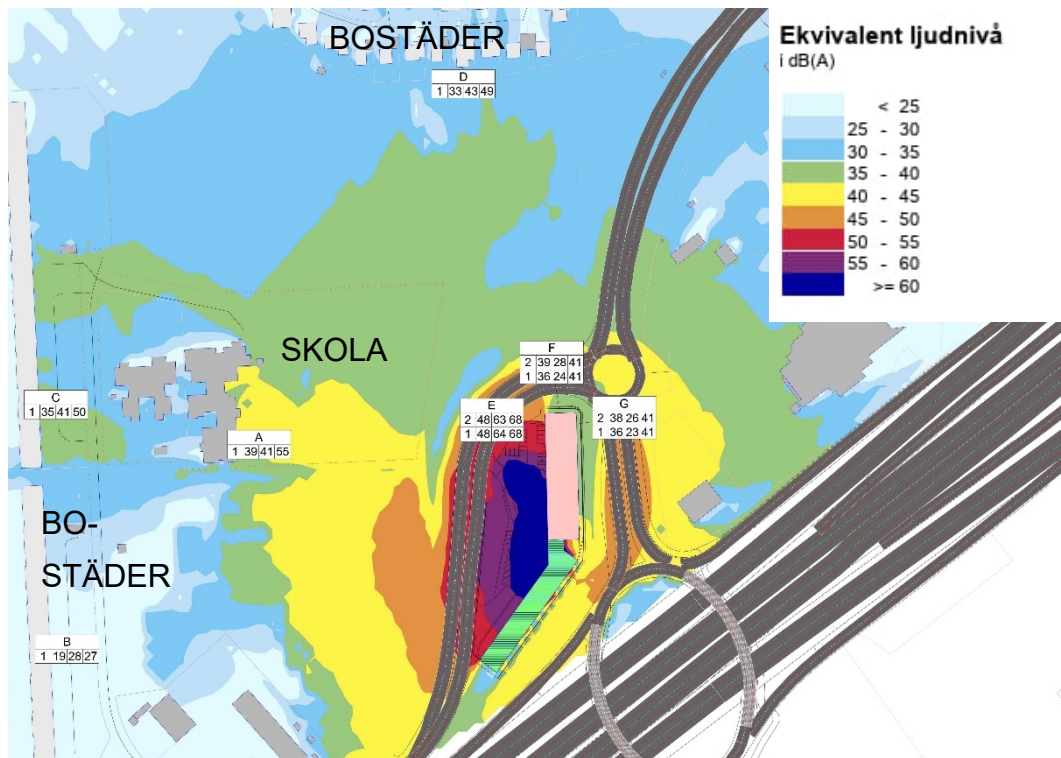 BOSTÄDER
D
1 33 43 49
Ekvivalent ljudnivå
i dB(A)
< 25
25 - 30
30 - 35
35 - 40
40 - 45
45 - 50
50 - 55
55 - 60
>= 60
SKOLA
F
2 39 28 41
1 36 24 41
C
1 35 41 50
E
2 48 63 68
1 48 64 68
G
2 38 26 41
1 36 23 41
A
1 39 41 55
BO-
STÄDER
B
1 19 28 27